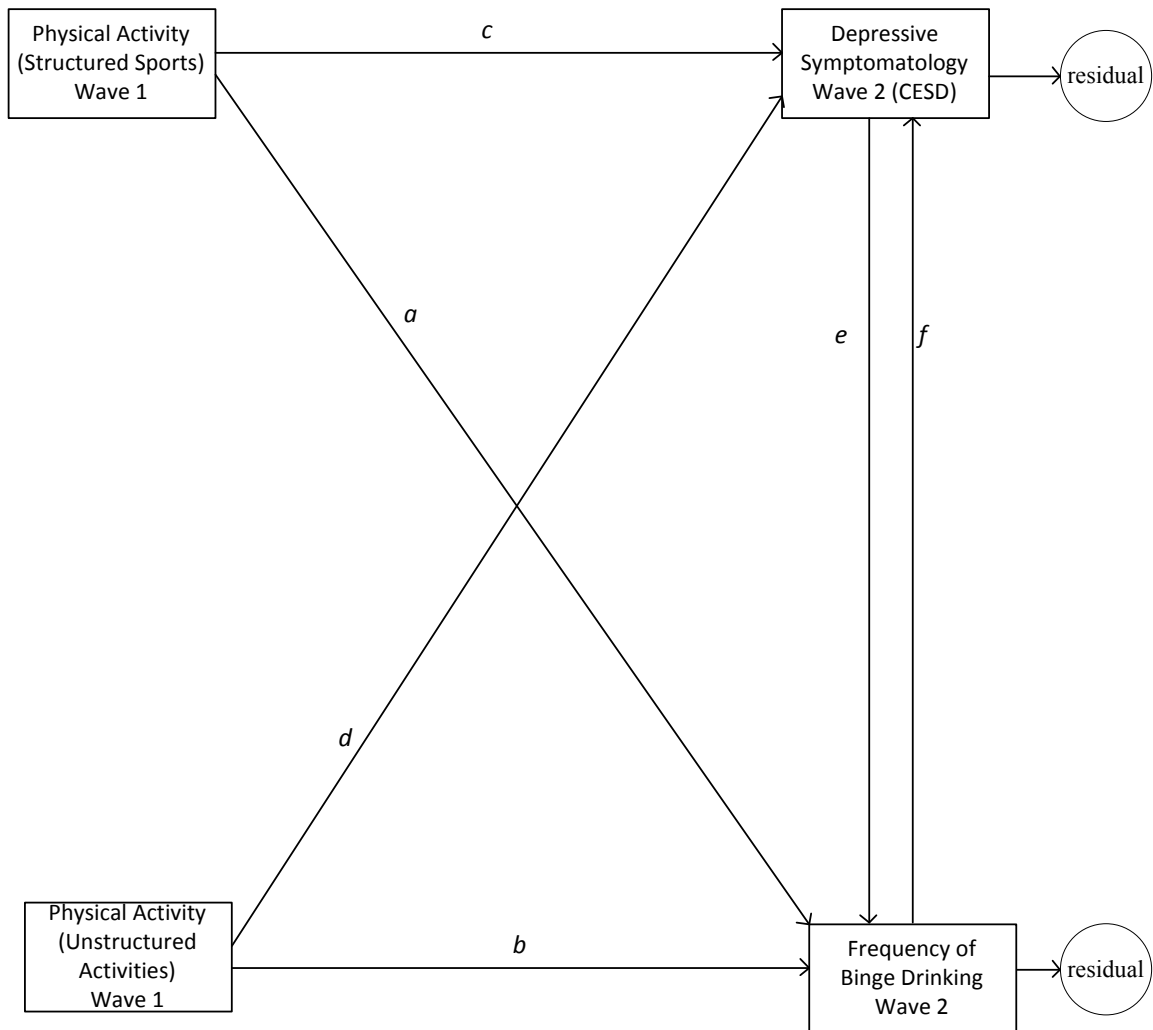 Physical Activity
(Structured Sports)
Wave 1
c
Depressive
Symptomatology
Wave 2 (CESD)
residual
a
e
f
d
Physical Activity
(Unstructured
Activities)
Wave 1
b
Frequency of
Binge Drinking
Wave 2
residual